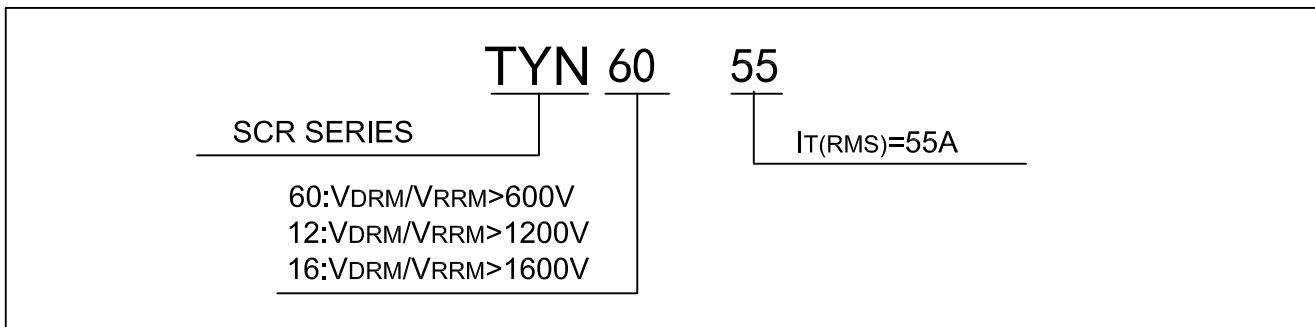 TYN 60 55
SCR SERIES
IT(RMS)=55A
60:VDRM/VRRM>600V
12:VDRM/VRRM>1200V
16:VDRM/VRRM>1600V